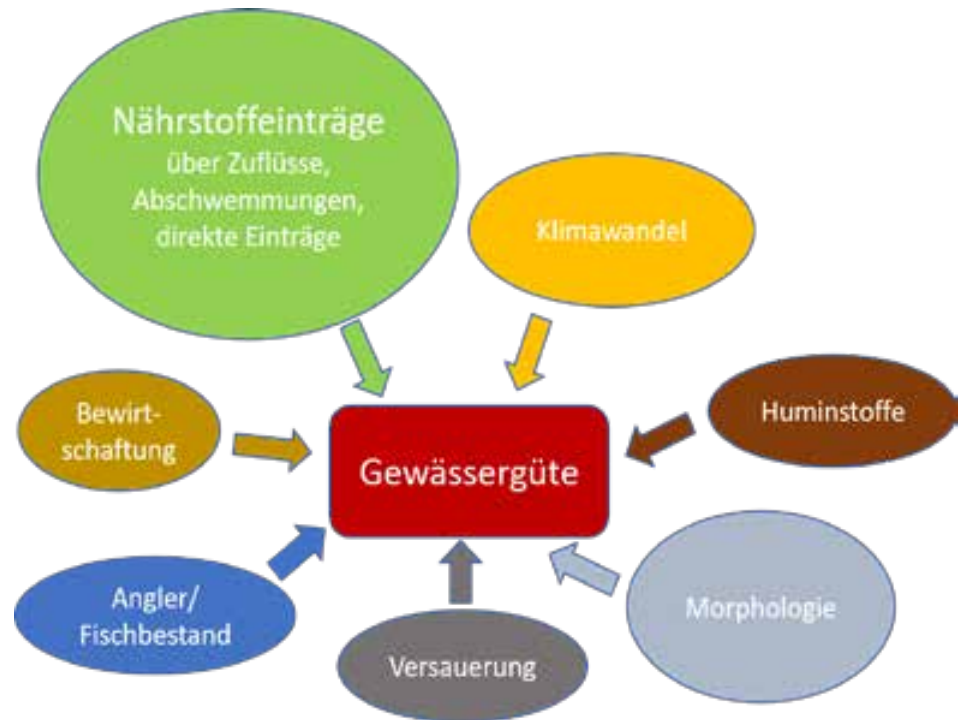 Nährstoffeinträge
über Zuflüsse,
Abschwemmungen,
direkte Einträge
Klimawandel
Bewirt-
schaftung
Huminstoffe
Gewässergüte
Angler/
Fischbestand
Versauerung
Morphologie